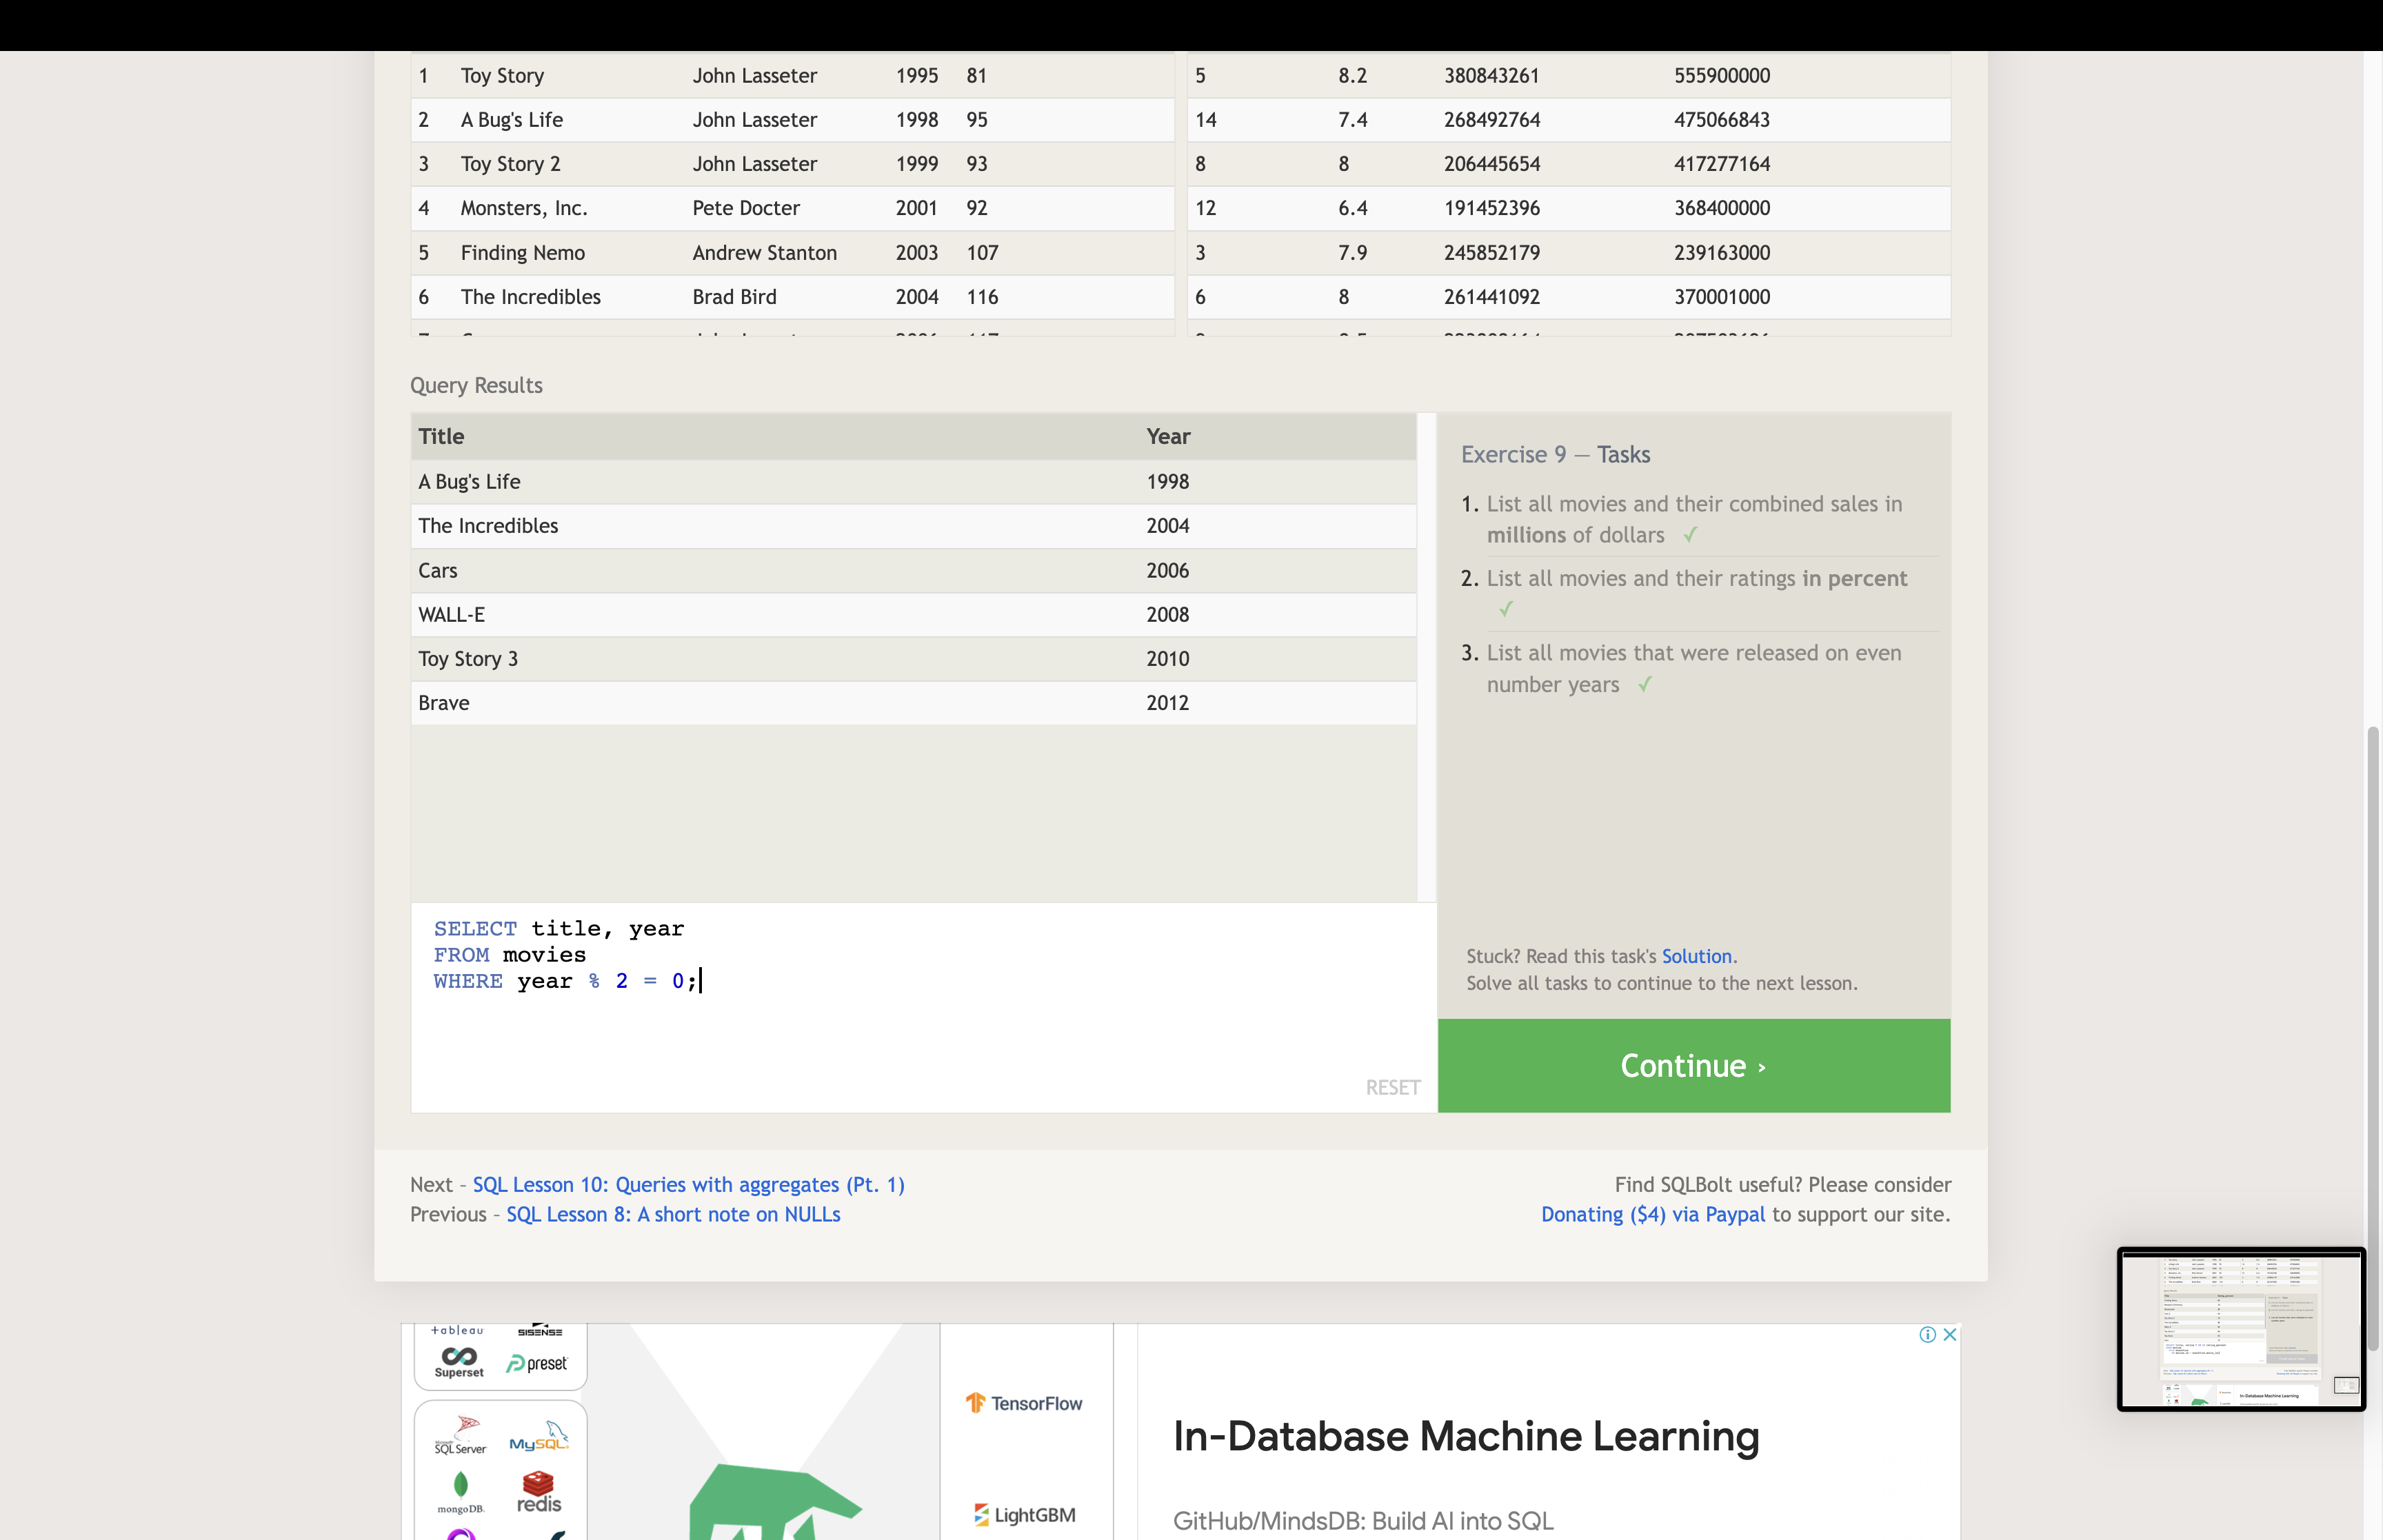 1 Toy Story John Lasseter 1995 81 5 8.2 380843261 555900000
2 A Bug's Life John Lasseter 1998 95 14 7.4 268492764 475066843
3 Toy Story 2 John Lasseter 1999 93 8 8 206445654 417277164
4 Monsters, Inc. Pete Docter 2001 92 12 6.4 191452396 368400000
5 Finding Nemo Andrew Stanton 2003 107 3 7.9 245852179 239163000
6 The Incredibles Brad Bird 2004 116 6 8 261441092 370001000
Query Results
Title Year
A Bug's Life 1998
The Incredibles 2004
Cars 2006
WALL-E 2008
Toy Story 3 2010
Brave 2012
SELECT title, year
FROM movies
WHERE year % 2 = 0;
RESET
Exercise 9 — Tasks
1. List all movies and their combined sales in
millions of dollars ✓
2. List all movies and their ratings in percent
✓
3. List all movies that were released on even
number years ✓
Stuck? Read this task's Solution.
Solve all tasks to continue to the next lesson.
Continue ›
Next – SQL Lesson 10: Queries with aggregates (Pt. 1)
Previous – SQL Lesson 8: A short note on NULLs
Find SQLBolt useful? Please consider
Donating ($4) via Paypal to support our site.
+ableau SISENSE
Superset preset
SQL Server MySQL
mongoDB redis
TensorFlow
LightGBM
In-Database Machine Learning
GitHub/MindsDB: Build AI into SQL